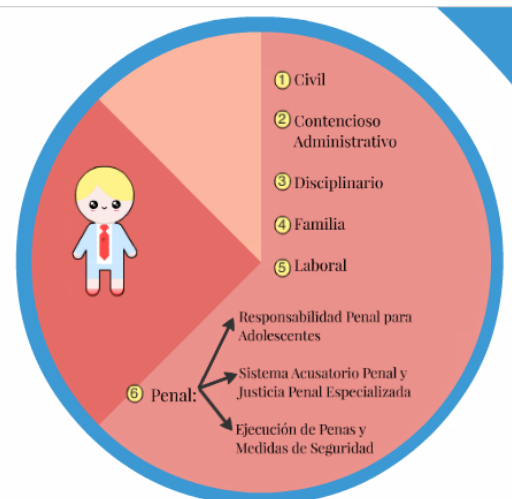 1 Civil
2 Contencioso
Administrativo
3 Disciplinario
4 Familia
5 Laboral
6 Penal:
Responsabilidad Penal para
Adolescentes
Sistema Acusatorio Penal y
Justicia Penal Especializada
Ejecución de Penas y
Medidas de Seguridad